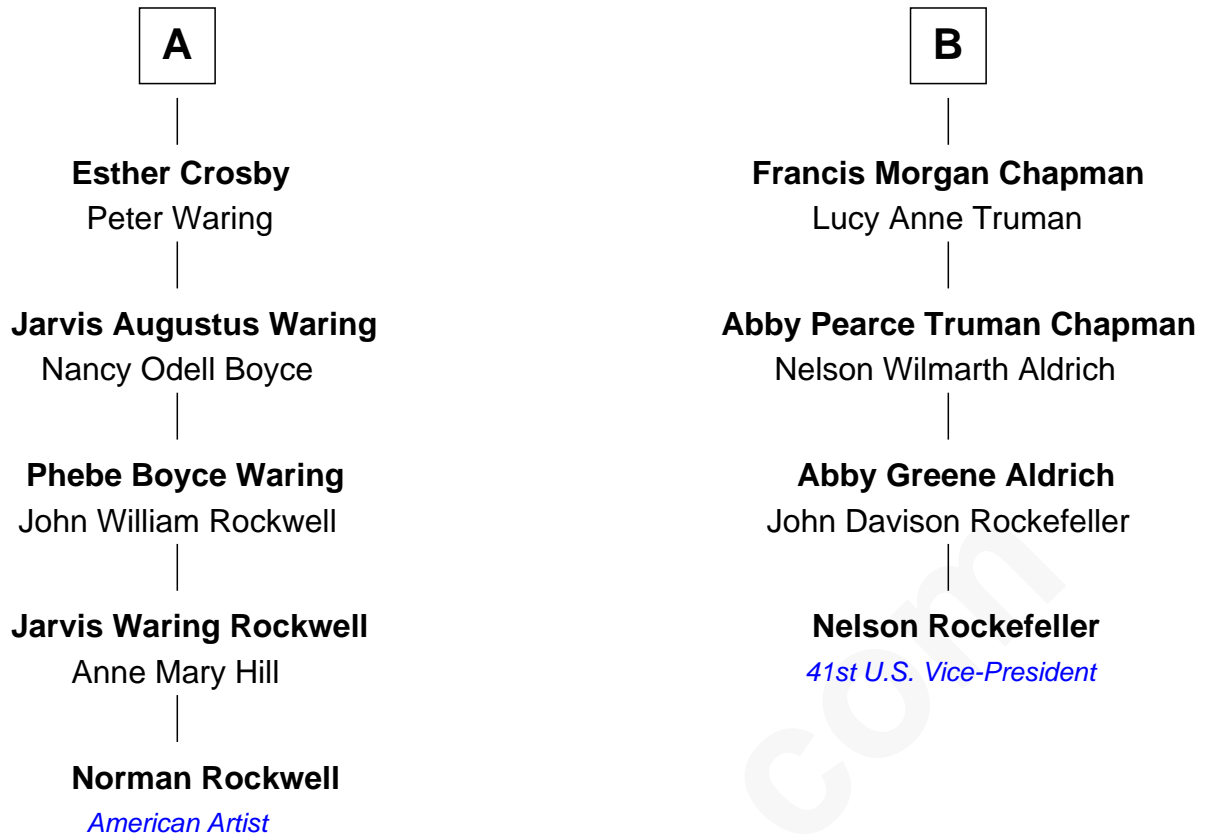 A
Esther Crosby
Peter Waring
Jarvis Augustus Waring
Nancy Odell Boyce
Phebe Boyce Waring
John William Rockwell
Jarvis Waring Rockwell
Anne Mary Hill
Norman Rockwell
American Artist
B
Francis Morgan Chapman
Lucy Anne Truman
Abby Pearce Truman Chapman
Nelson Wilmarth Aldrich
Abby Greene Aldrich
John Davison Rockefeller
Nelson Rockefeller
41st U.S. Vice-President
com